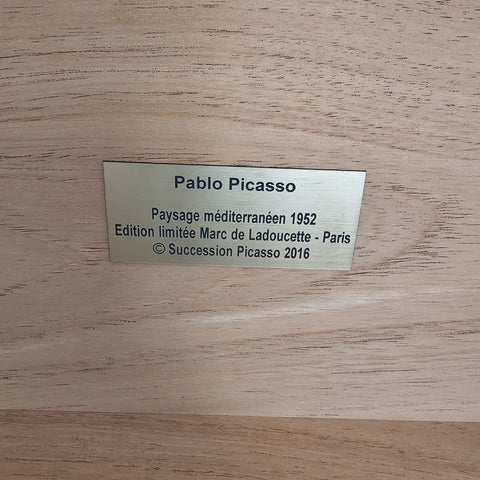 Pablo Picasso
Paysage méditerranéen 1952
Edition limitée Marc de Ladoucette - Paris
© Succession Picasso 2016